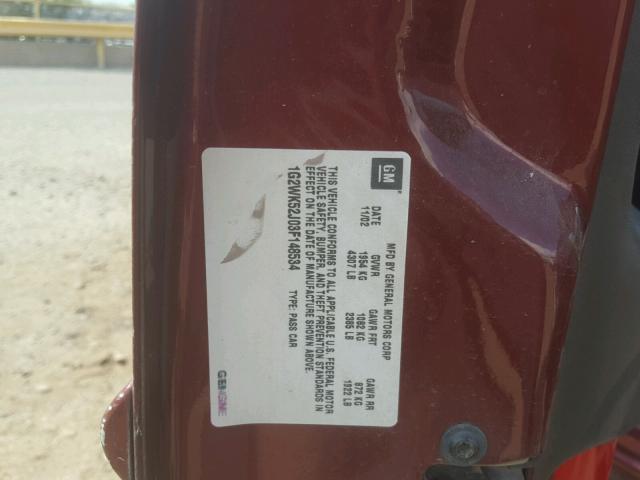 GM
MFD BY GENERAL MOTORS CORP
DATE GVWR GAWR FRT GAWR RR
11/02 1954 KG 1082 KG 872 KG
4307 LB 2385 LB 1922 LB
THIS VEHICLE CONFORMS TO ALL APPLICABLE U.S. FEDERAL MOTOR
VEHICLE SAFETY, BUMPER, AND THEFT PREVENTION STANDARDS IN
EFFECT ON THE DATE OF MANUFACTURE SHOWN ABOVE.
1G2WK52J03F148534 TYPE: PASS CAR